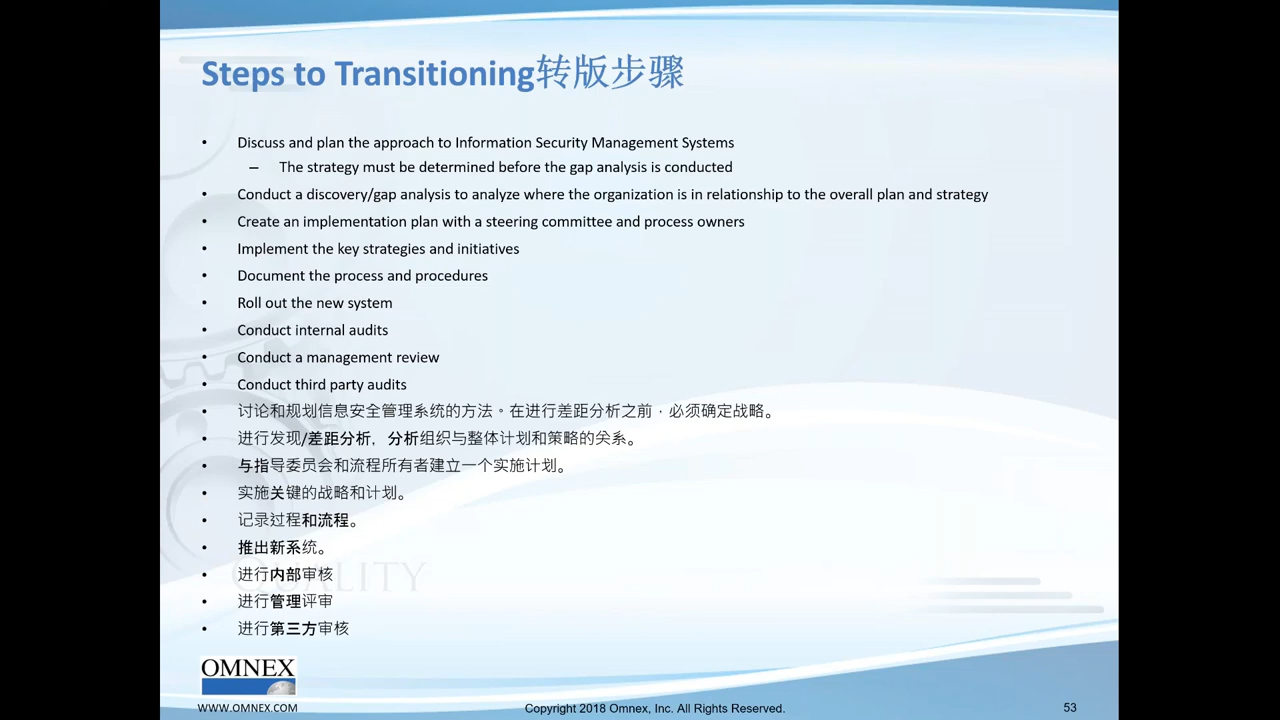 Steps to Transitioning转版步骤
• Discuss and plan the approach to Information Security Management Systems
– The strategy must be determined before the gap analysis is conducted
• Conduct a discovery/gap analysis to analyze where the organization is in relationship to the overall plan and strategy
• Create an implementation plan with a steering committee and process owners
• Implement the key strategies and initiatives
• Document the process and procedures
• Roll out the new system
• Conduct internal audits
• Conduct a management review
• Conduct third party audits
• 讨论和规划信息安全管理系统的方法。在进行差距分析之前，必须确定战略。
• 进行发现/差距分析，分析组织与整体计划和策略的关系。
• 与指导委员会和流程所有者建立一个实施计划。
• 实施关键的战略和计划。
• 记录过程和流程。
• 推出新系统。
• 进行内部审核
• 进行管理评审
• 进行第三方审核
QUALITY
OMNEX
WWW.OMNEX.COM
Copyright 2018 Omnex, Inc. All Rights Reserved.
53